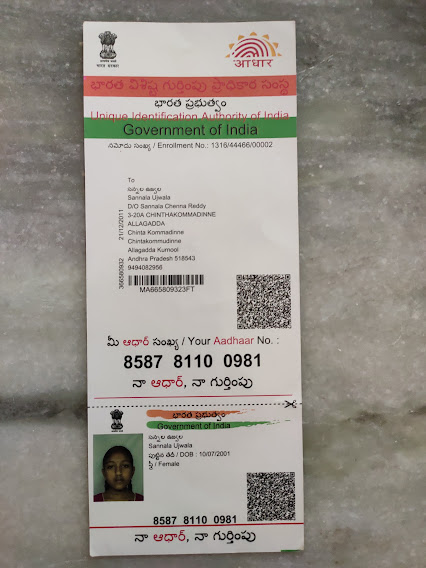 भारत सरकार
आधार
భారత విశిష్ట గుర్తింపు ప్రాధికార సంస్థ
భారత ప్రభుత్వం
Unique Identification Authority of India
Government of India
నమోదు సంఖ్య / Enrollment No.: 1316/44466/00002
To
సన్నల ఉజ్వల
Sannala Ujwala
D/O Sannala Chenna Reddy
3-20A CHINTHAKOMMADINNE
ALLAGADDA
Chinta Kommadinne
Chintakommudinne
Allagadda Kurnool
Andhra Pradesh 518543
9494082956
21/12/2011
366580932
MA665809323FT
మీ ఆధార్ సంఖ్య / Your Aadhaar No. :
8587 8110 0981
నా ఆధార్, నా గుర్తింపు
భారత ప్రభుత్వం
Government of India
సన్నల ఉజ్వల
Sannala Ujwala
పుట్టిన తేదీ / DOB : 10/07/2001
స్త్రీ / Female
8587 8110 0981
నా ఆధార్, నా గుర్తింపు